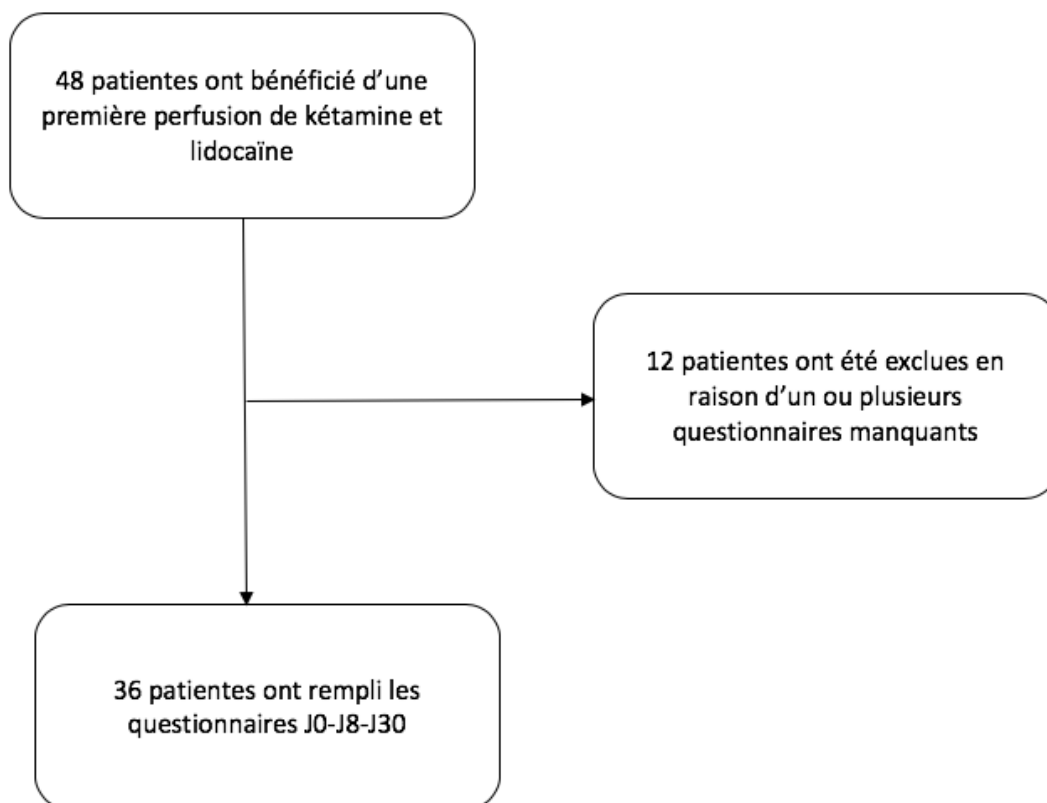 48 patientes ont bénéficié d’une
première perfusion de kétamine et
lidocaïne
12 patientes ont été exclues en
raison d’un ou plusieurs
questionnaires manquants
36 patientes ont rempli les
questionnaires J0-J8-J30